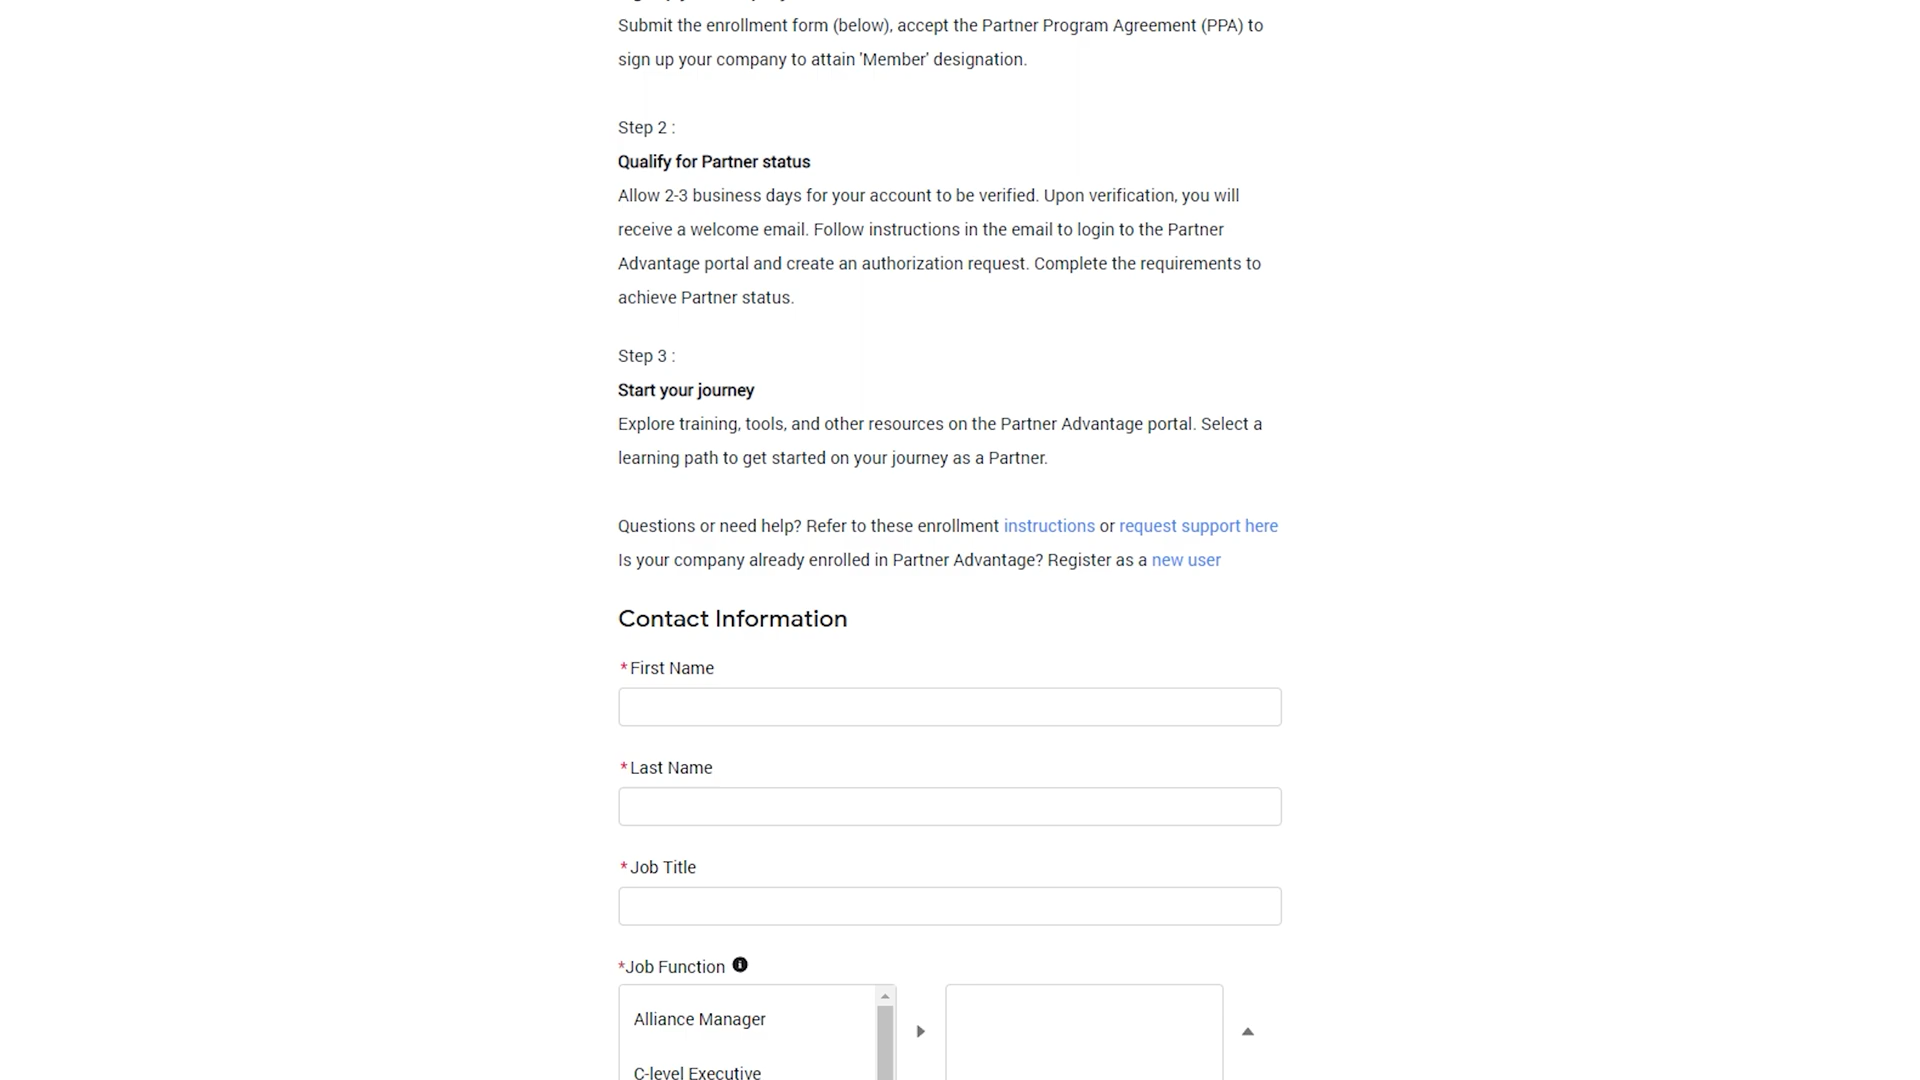 Submit the enrollment form (below), accept the Partner Program Agreement (PPA) to
sign up your company to attain 'Member' designation.
Step 2 :
Qualify for Partner status
Allow 2-3 business days for your account to be verified. Upon verification, you will
receive a welcome email. Follow instructions in the email to login to the Partner
Advantage portal and create an authorization request. Complete the requirements to
achieve Partner status.
Step 3 :
Start your journey
Explore training, tools, and other resources on the Partner Advantage portal. Select a
learning path to get started on your journey as a Partner.
Questions or need help? Refer to these enrollment instructions or request support here
Is your company already enrolled in Partner Advantage? Register as a new user
Contact Information
*First Name
*Last Name
*Job Title
*Job Function
Alliance Manager
C-level Executive